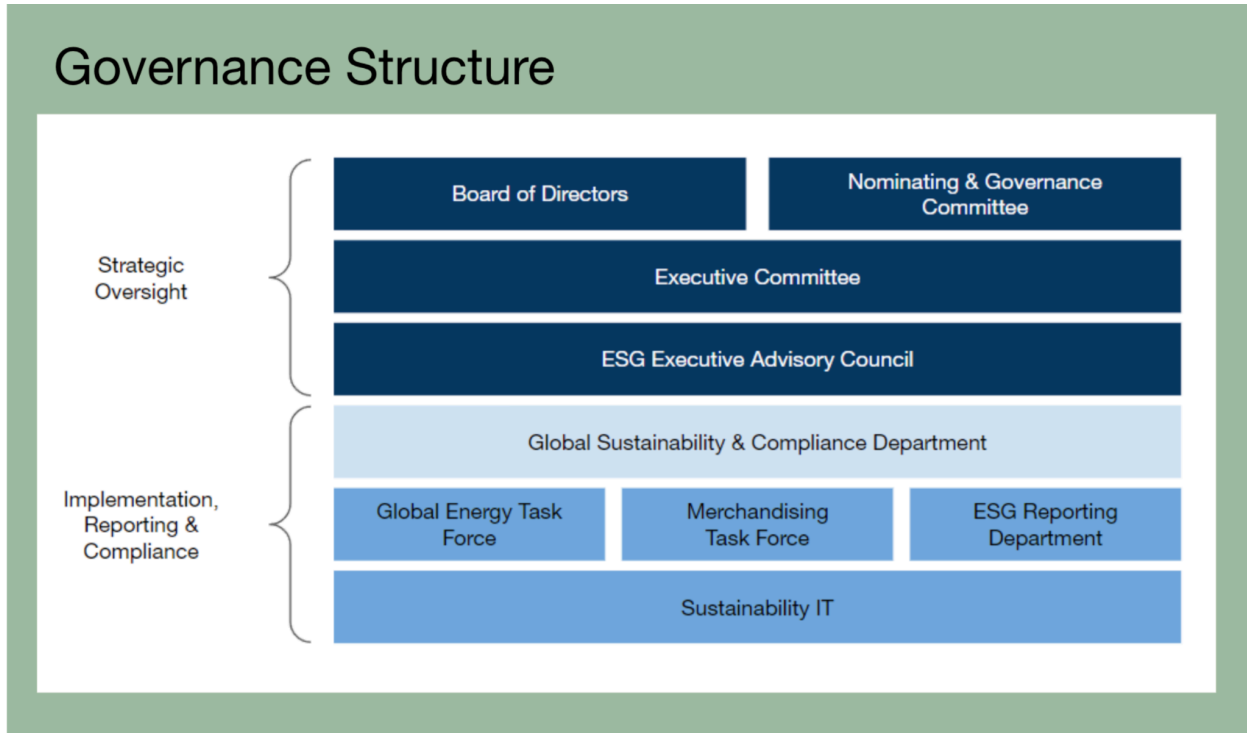 Governance Structure
Board of Directors
Nominating & Governance
Committee
Strategic
Oversight
Executive Committee
ESG Executive Advisory Council
Global Sustainability & Compliance Department
Implementation,
Reporting &
Compliance
Global Energy Task
Force
Merchandising
Task Force
ESG Reporting
Department
Sustainability IT